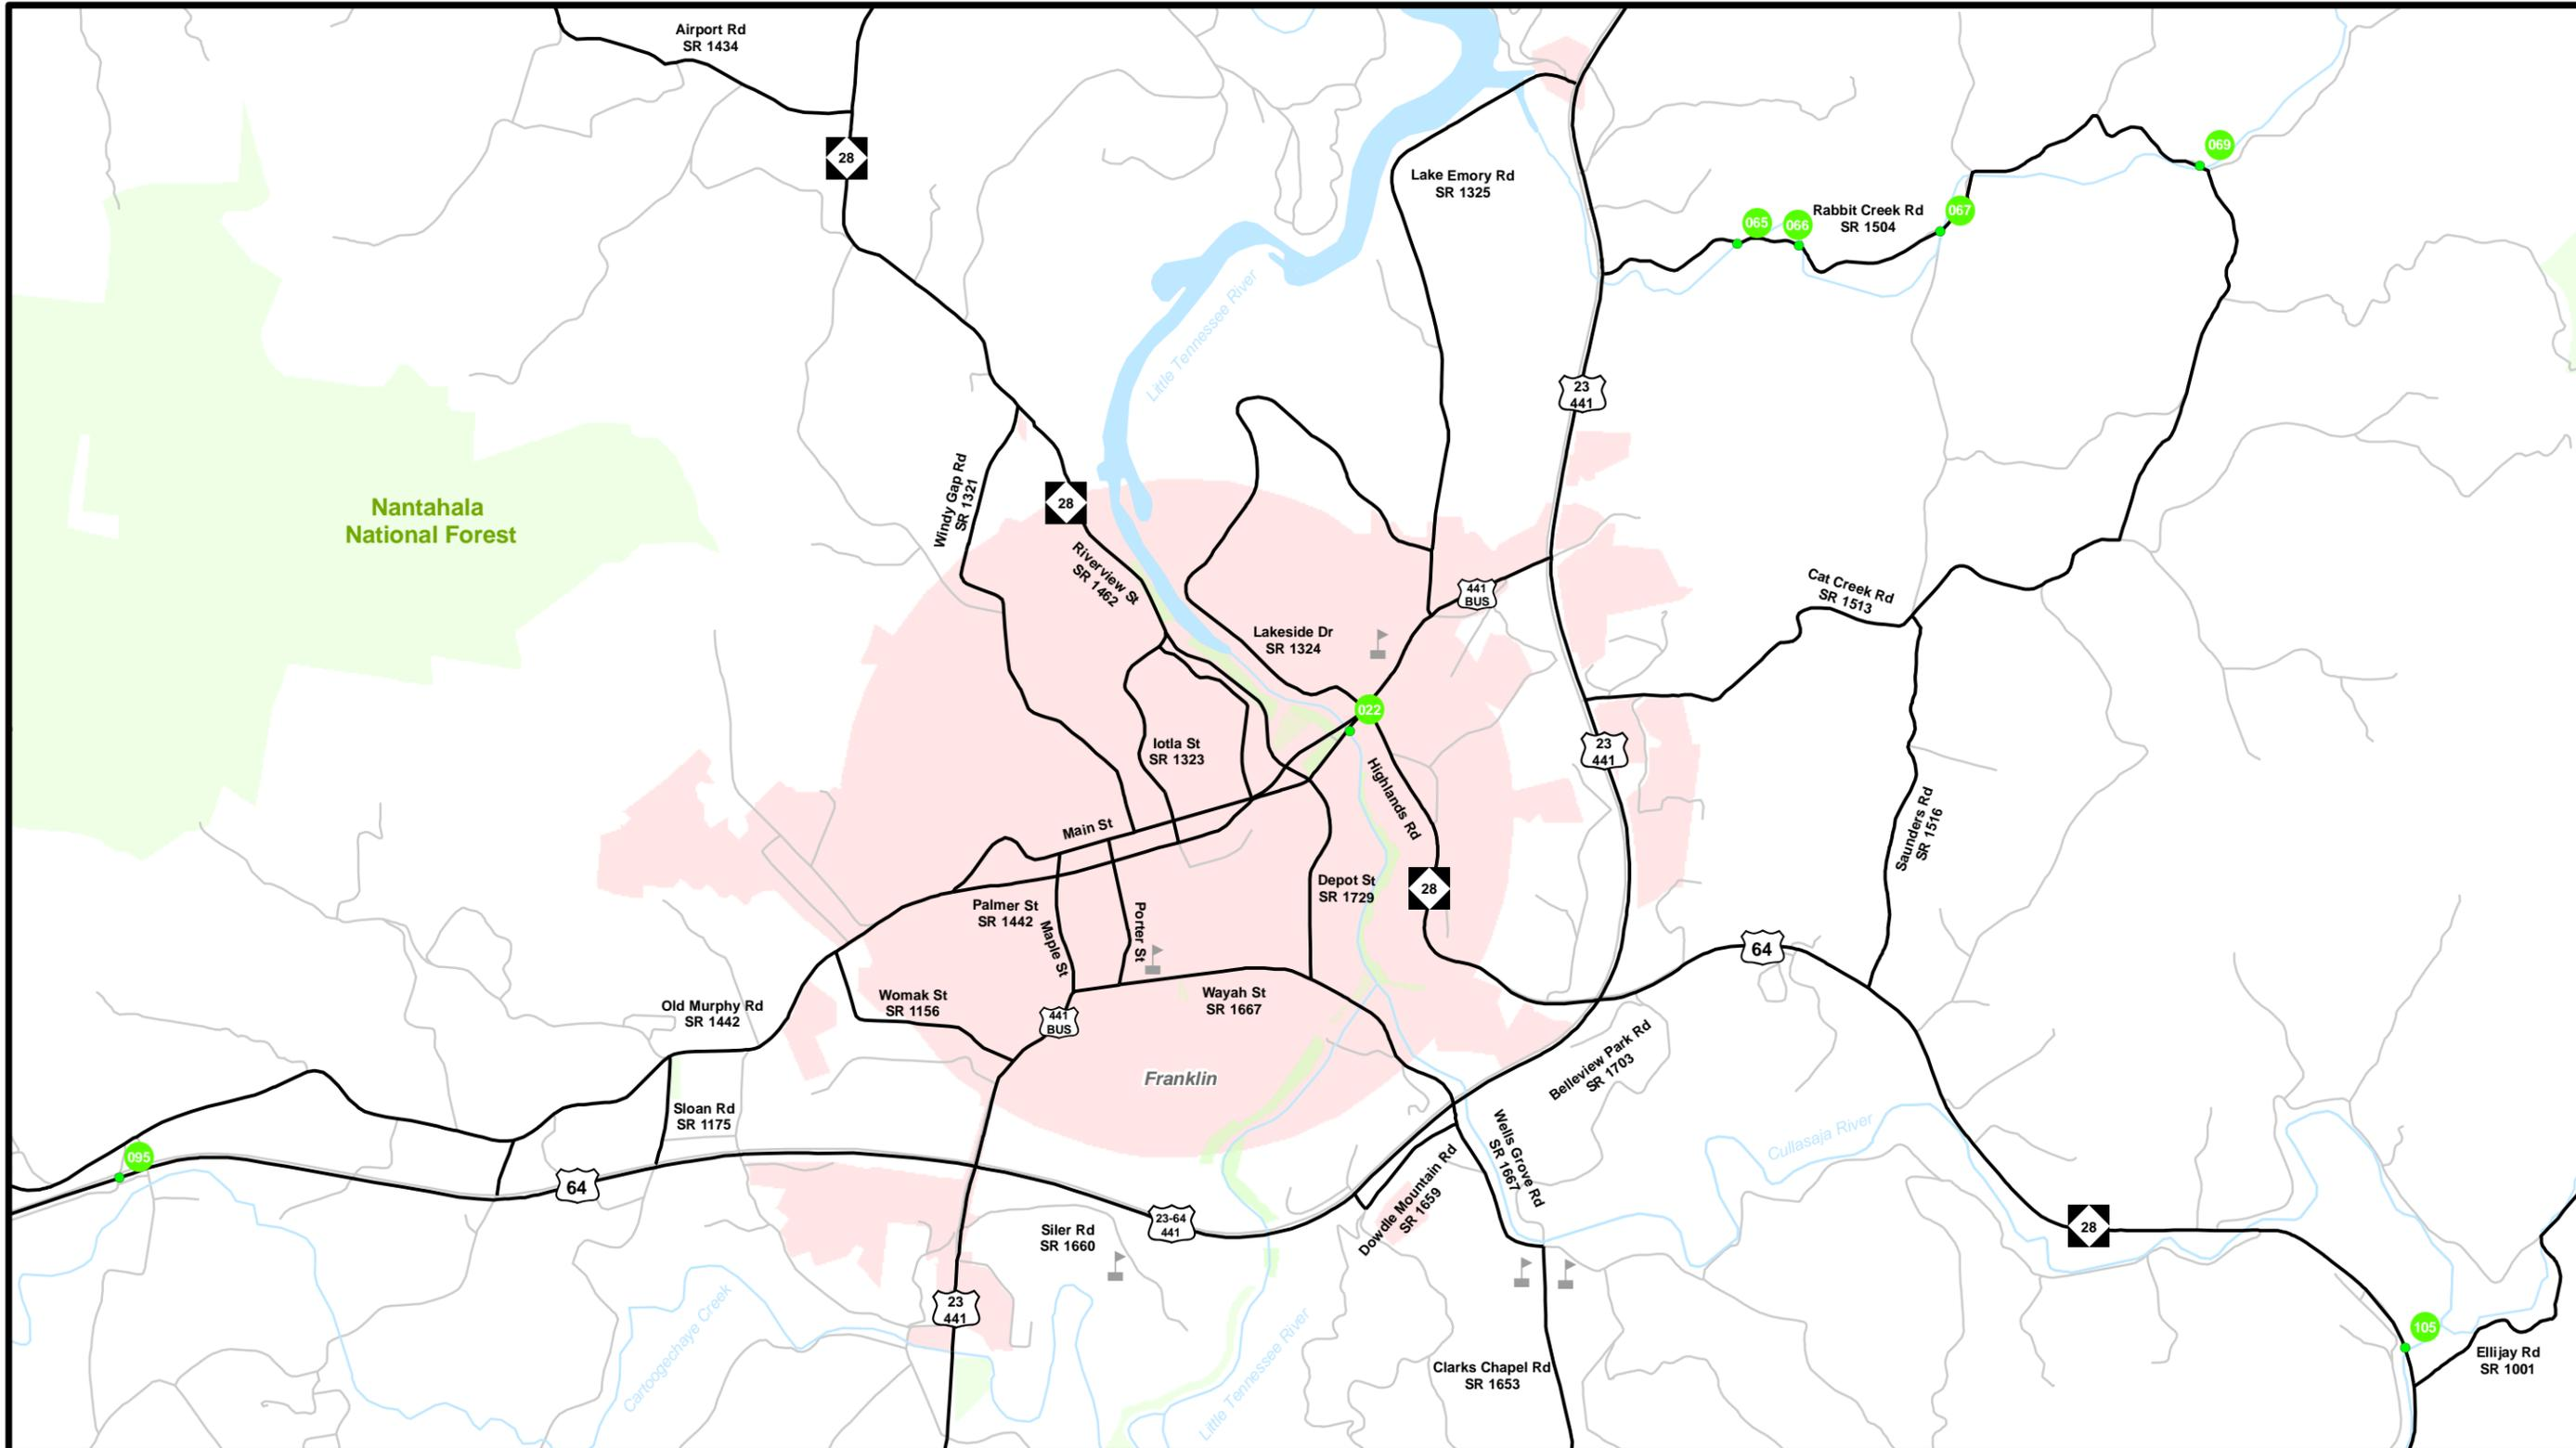 Airport Rd
SR 1434
28
Lake Emory Rd
SR 1325
069
065
066
Rabbit Creek Rd
SR 1504
067
Little Tennessee River
23
441
Nantahala
National Forest
Windy Gap Rd
SR 1321
28
Riverview St
SR 1462
441
BUS
Cat Creek Rd
SR 1513
Lakeside Dr
SR 1324
022
Iotla St
SR 1323
23
441
Highlands Rd
Saunders Rd
SR 1516
Main St
Depot St
SR 1729
28
Palmer St
SR 1442
Maple St
Porter St
64
Old Murphy Rd
SR 1442
Womak St
SR 1156
441
BUS
Wayah St
SR 1667
Belleview Park Rd
SR 1703
Franklin
Sloan Rd
SR 1175
Wells Grove Rd
SR 1667
Cullasaja River
095
64
Dowdle Mountain Rd
SR 1659
23-64
441
Siler Rd
SR 1660
28
23
441
Cartoogechaye Creek
Little Tennessee River
105
Clarks Chapel Rd
SR 1653
Ellijay Rd
SR 1001